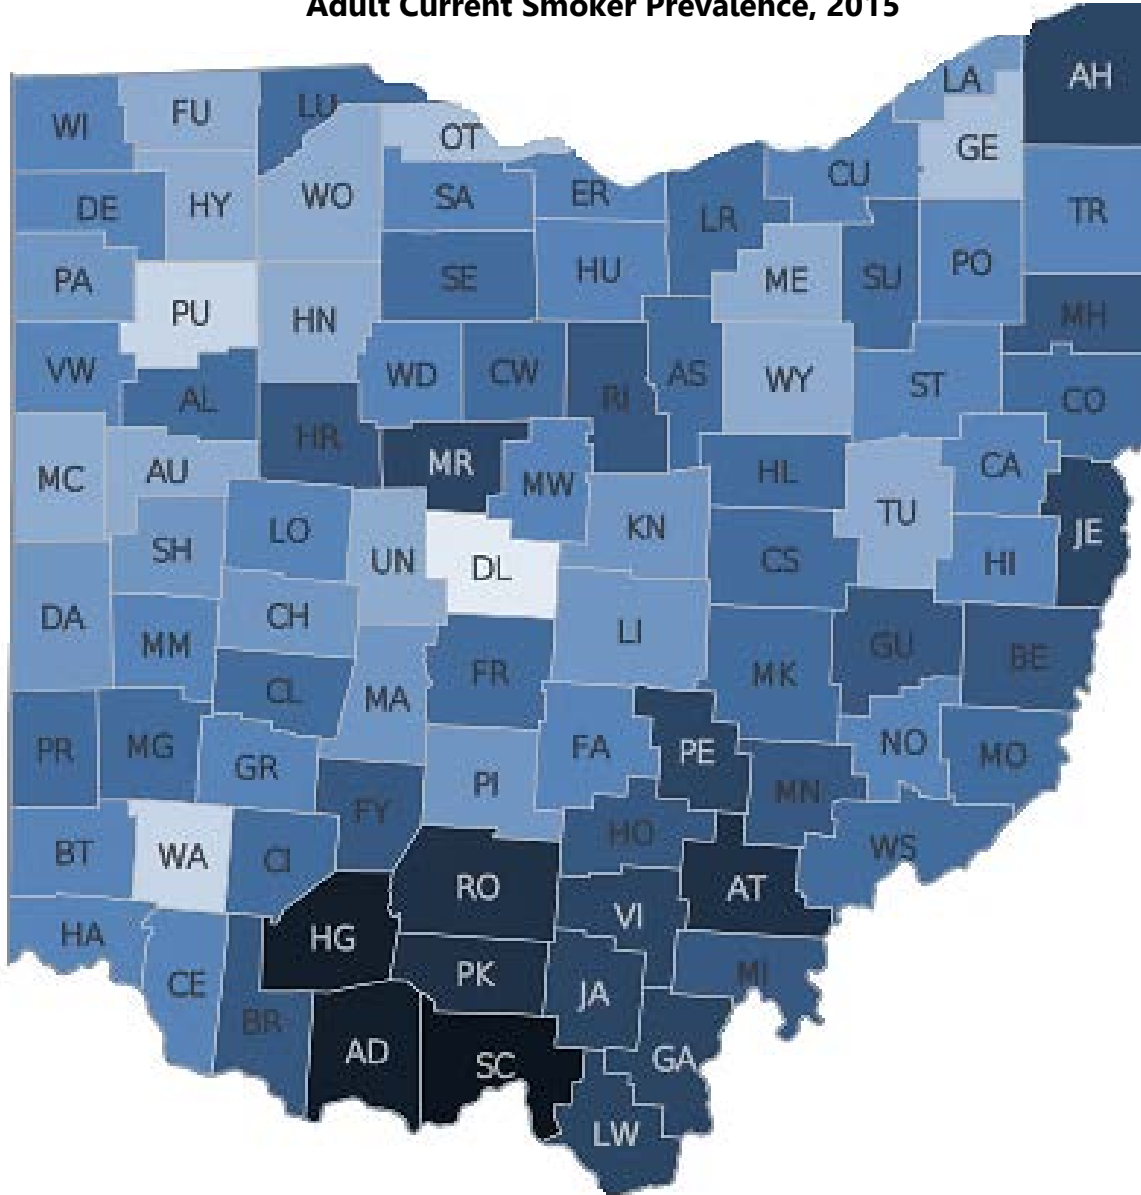 Adult Current Smoker Prevalence, 2015
WI FU LU OT LA AH
DE HY WO SA ER CU GE
LR TR
PA PU HN SE HU ME SU PO MH
VW AL WD CW RI AS WY ST CO
MC AU HR MR MW HL TU CA JE
SH LO UN DL KN CS HI
DA MM CH LI GU BE
CL MA FR MK
PR MG GR PI FA PE NO MO
FY HO MN
BT WA CI RO VI AT WS
HA HG
CE BR PK JA MI
AD SC GA
LW